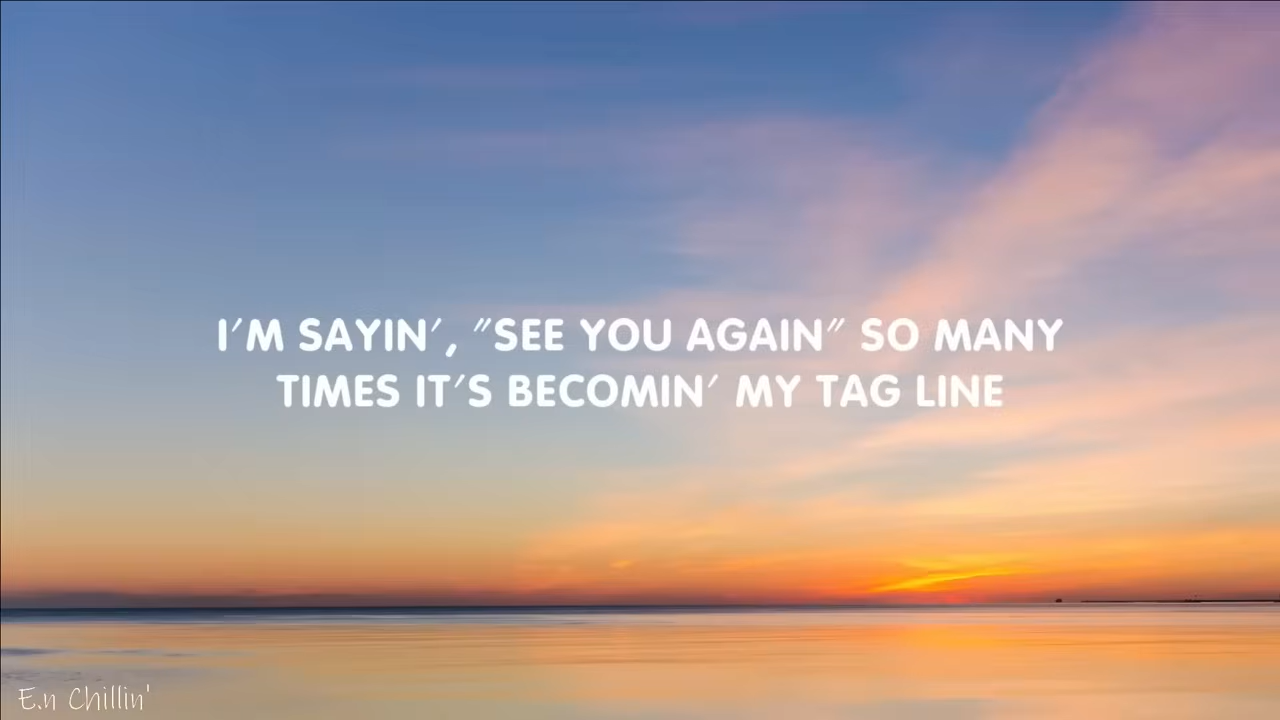 I'M SAYIN', "SEE YOU AGAIN" SO MANY
TIMES IT'S BECOMIN' MY TAG LINE
E.n Chillin'